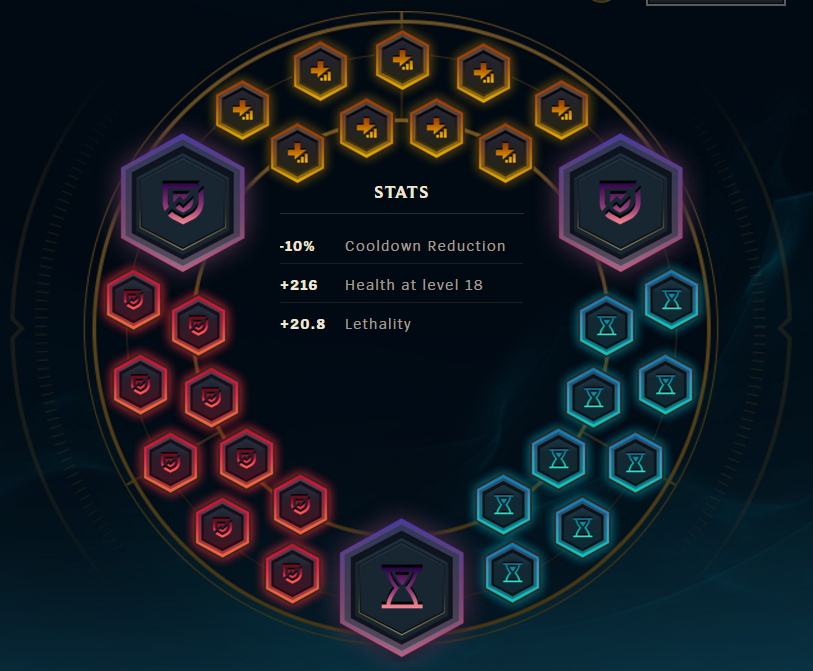 STATS
-10% Cooldown Reduction
+216 Health at level 18
+20.8 Lethality